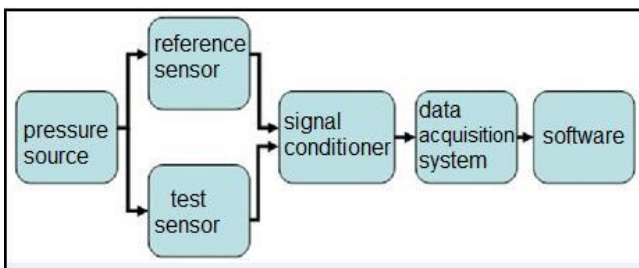 pressure
source
reference
sensor
test
sensor
signal
conditioner
data
acquisition
system
software